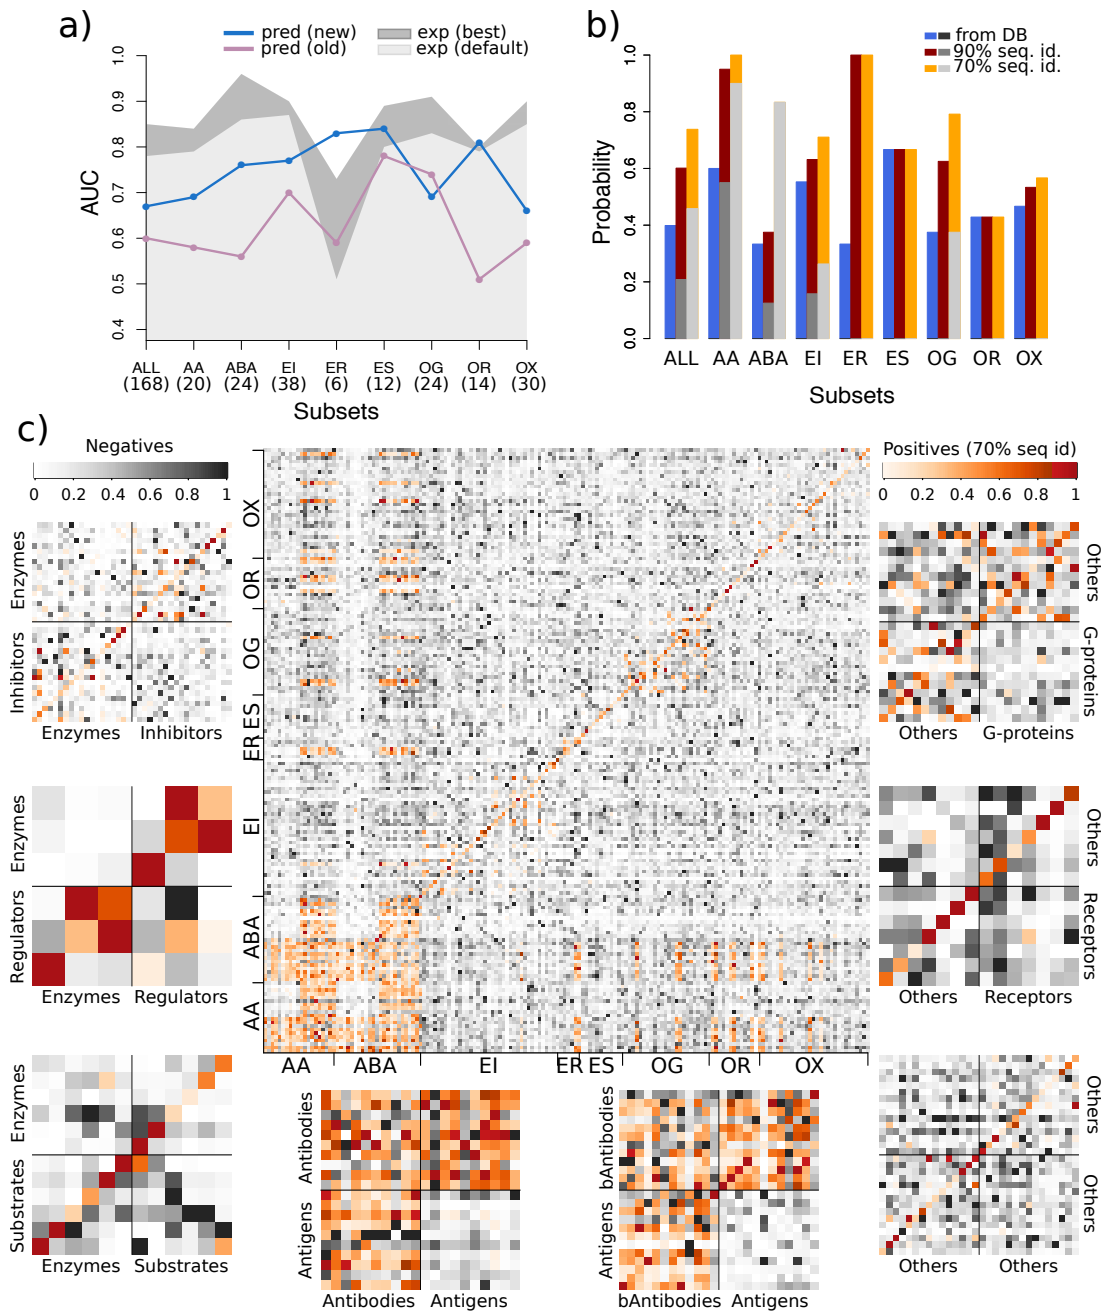 a)
pred (new)
pred (old)
exp (best)
exp (default)
AUC
1.0
0.9
0.8
0.7
0.6
0.5
0.4
ALL AA ABA EI ER ES OG OR OX
(168) (20) (24) (38) (6) (12) (24) (14) (30)
Subsets
b)
from DB
90% seq. id.
70% seq. id.
Probability
1.0
0.8
0.6
0.4
0.2
0.0
ALL AA ABA EI ER ES OG OR OX
Subsets
c)
Negatives
0 0.2 0.4 0.6 0.8 1
Positives (70% seq id)
0 0.2 0.4 0.6 0.8 1
Enzymes
Inhibitors
Enzymes Inhibitors
Enzymes
Regulators
Enzymes Regulators
Enzymes
Substrates
Enzymes Substrates
OX
OR
OG
ES
ER
EI
ABA
AA
AA ABA EI ER ES OG OR OX
Antibodies
Antigens
Antibodies Antigens
bAntibodies
Antigens
bAntibodies Antigens
Others
G-proteins
Others G-proteins
Others
Receptors
Others Receptors
Others
Others
Others Others